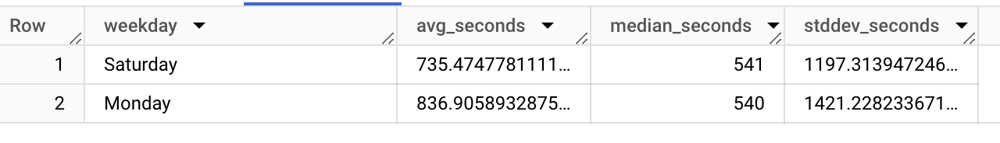 Row weekday avg_seconds median_seconds stddev_seconds
1 Saturday 735.4747781111... 541 1197.313947246...
2 Monday 836.9058932875... 540 1421.228233671...